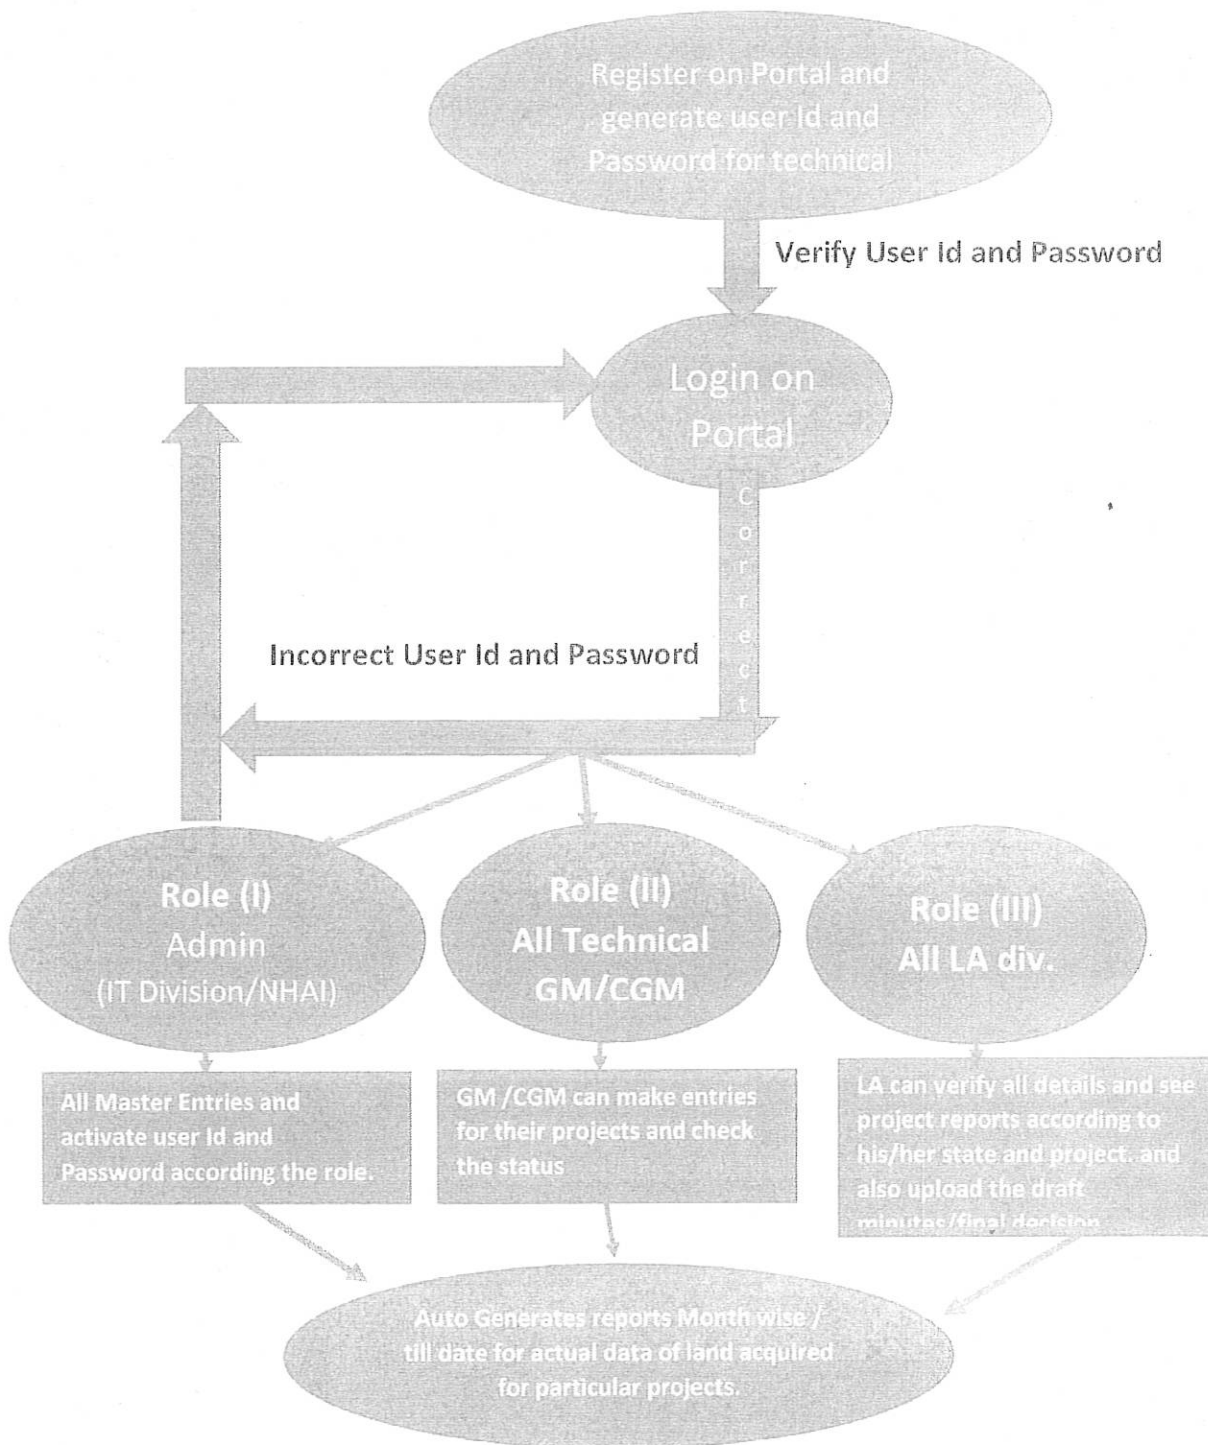 Register on Portal and
generate user Id and
Password for technical
Verify User Id and Password
Login on
Portal
Correct
Incorrect User Id and Password
Role (I)
Admin
(IT Division/NHAI)
Role (II)
All Technical
GM/CGM
Role (III)
All LA div.
All Master Entries and
activate user Id and
Password according the role.
GM /CGM can make entries
for their projects and check
the status
LA can verify all details and see
project reports according to
his/her state and project. and
also upload the draft
minutes/final decision
Auto Generates reports Month wise /
till date for actual data of land acquired
for particular projects.